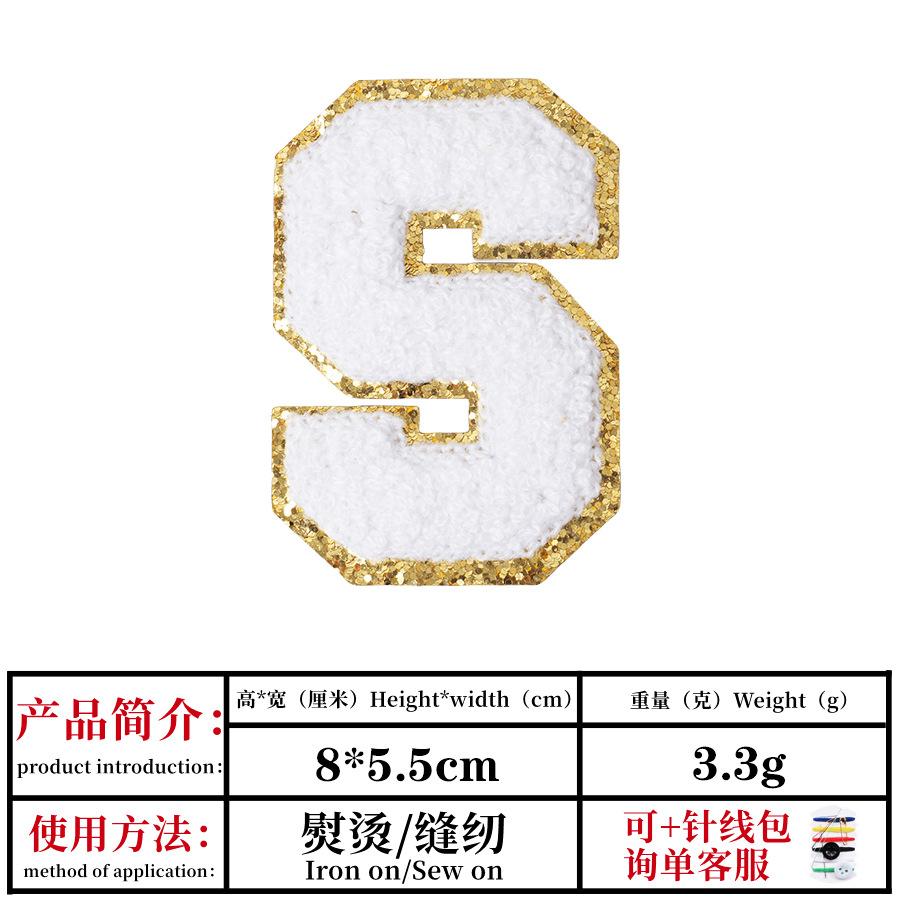 S
产品简介：
product introduction：
高*宽（厘米）Height*width（cm）
重量（克）Weight（g）
8*5.5cm
3.3g
使用方法：
method of application：
熨烫/缝纫
Iron on/Sew on
可+针线包
询单客服